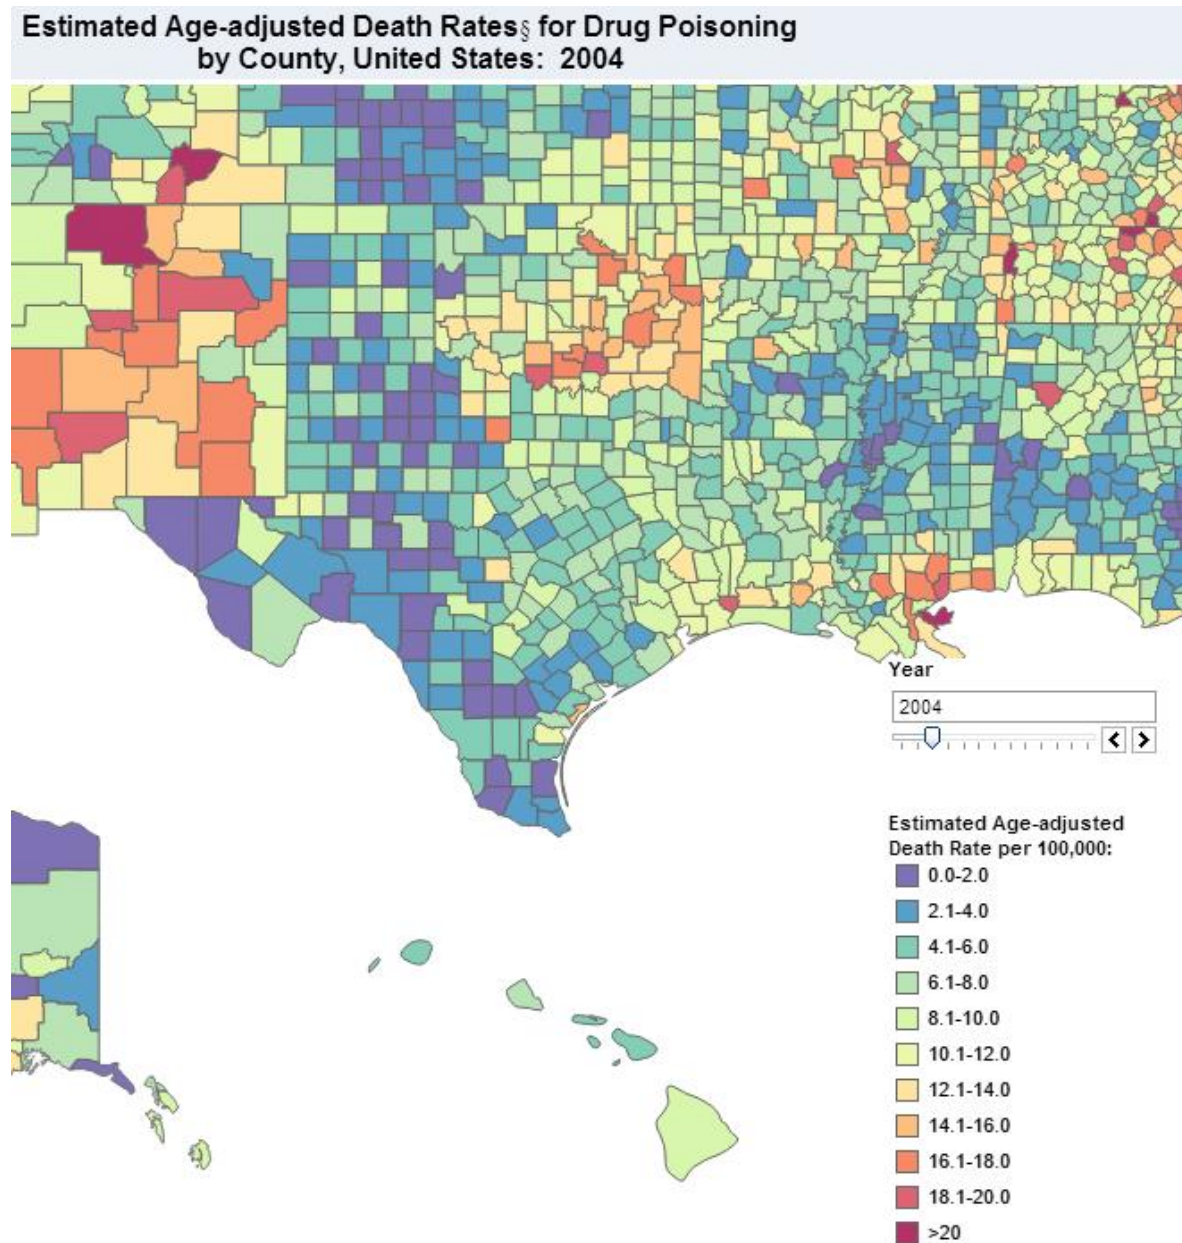 Estimated Age-adjusted Death Rates§ for Drug Poisoning
by County, United States: 2004
Year
2004
Estimated Age-adjusted
Death Rate per 100,000:
0.0-2.0
2.1-4.0
4.1-6.0
6.1-8.0
8.1-10.0
10.1-12.0
12.1-14.0
14.1-16.0
16.1-18.0
18.1-20.0
>20